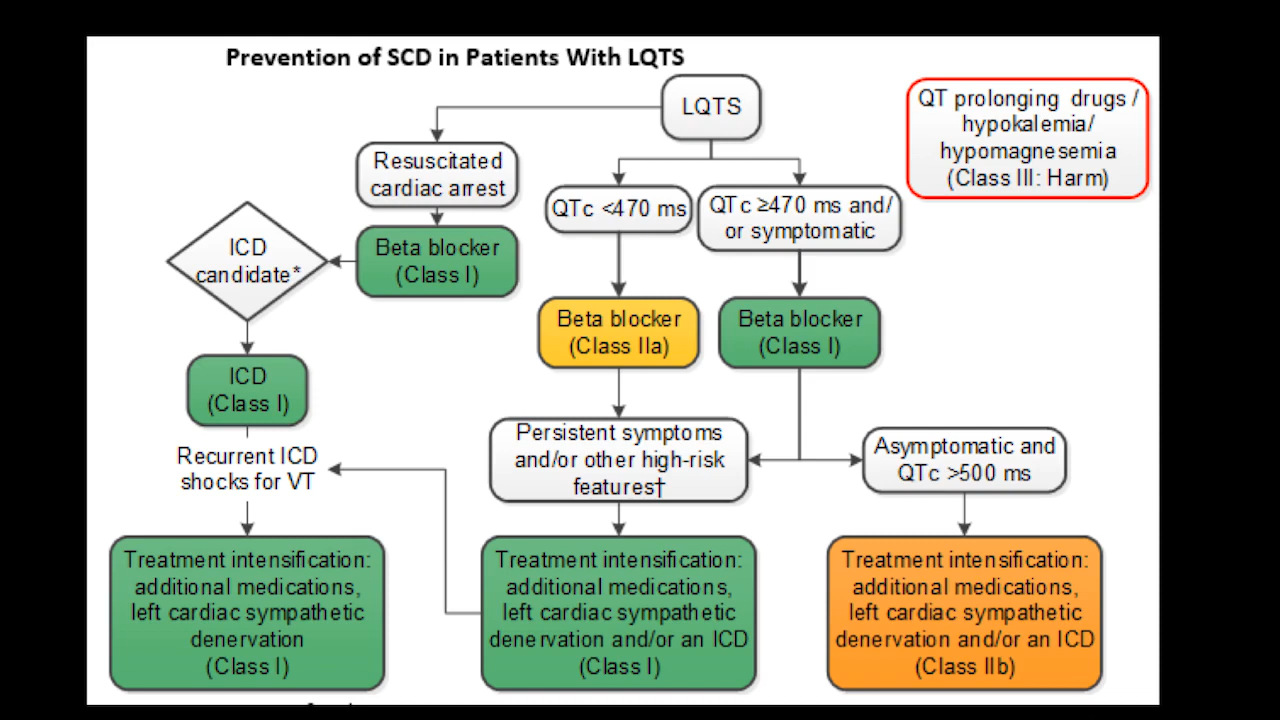 Prevention of SCD in Patients With LQTS
LQTS
QT prolonging drugs /
hypokalemia/
hypomagnesemia
(Class III: Harm)
Resuscitated
cardiac arrest
QTc <470 ms
QTc ≥470 ms and/
or symptomatic
ICD
candidate*
Beta blocker
(Class I)
Beta blocker
(Class IIa)
Beta blocker
(Class I)
ICD
(Class I)
Recurrent ICD
shocks for VT
Persistent symptoms
and/or other high-risk
features†
Asymptomatic and
QTc >500 ms
Treatment intensification:
additional medications,
left cardiac sympathetic
denervation
(Class I)
Treatment intensification:
additional medications,
left cardiac sympathetic
denervation and/or an ICD
(Class I)
Treatment intensification:
additional medications,
left cardiac sympathetic
denervation and/or an ICD
(Class IIb)